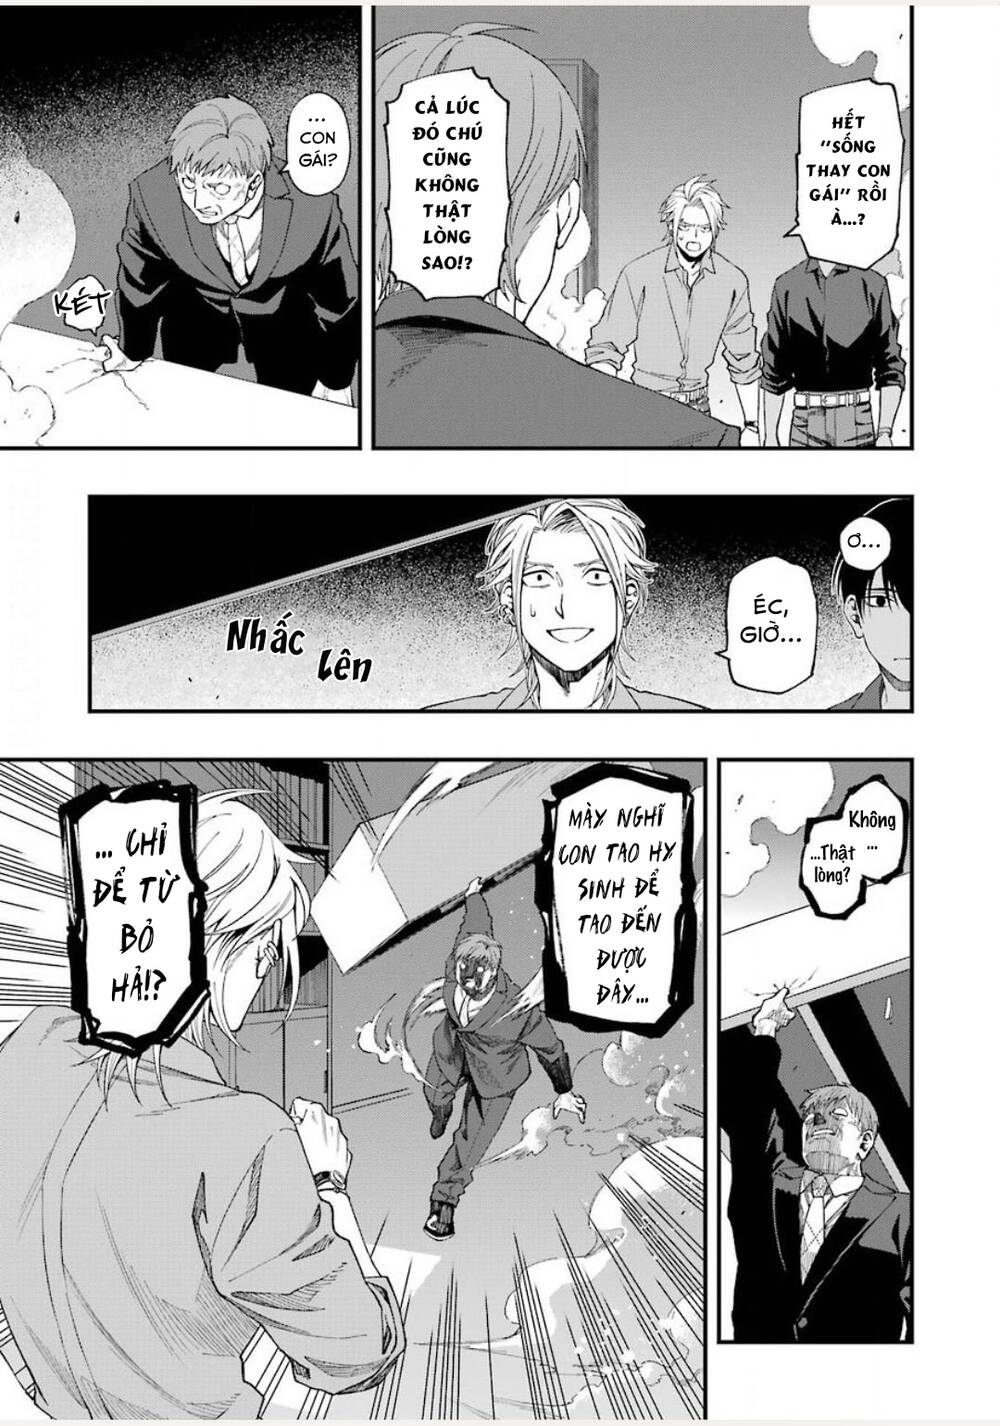 HẾT
"SỐNG
THAY CON
GÁI" RỒI
À...?
CẢ LÚC
ĐÓ CHÚ
CŨNG
KHÔNG
THẬT
LÒNG
SAO!?
...
CON
GÁI?
KÉT
Ơ...
ÉC,
GIỜ...
Nhấc
Lên
Không
...
...Thật
lòng?
MÀY NGHĨ
CON TAO HY
SINH ĐỂ
TAO ĐẾN
ĐƯỢC
ĐÂY...
... CHỈ
ĐỂ TỪ
BỎ
HẢ!?